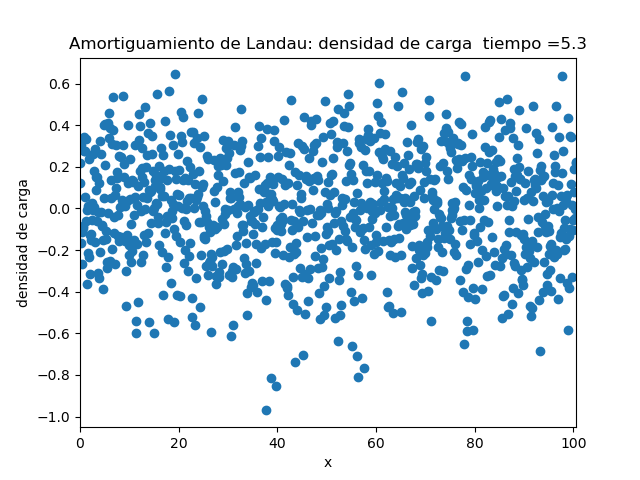 Amortiguamiento de Landau: densidad de carga  tiempo =5.3
0.6
0.4
0.2
0.0
−0.2
−0.4
−0.6
−0.8
−1.0
densidad de carga
0 20 40 60 80 100
x